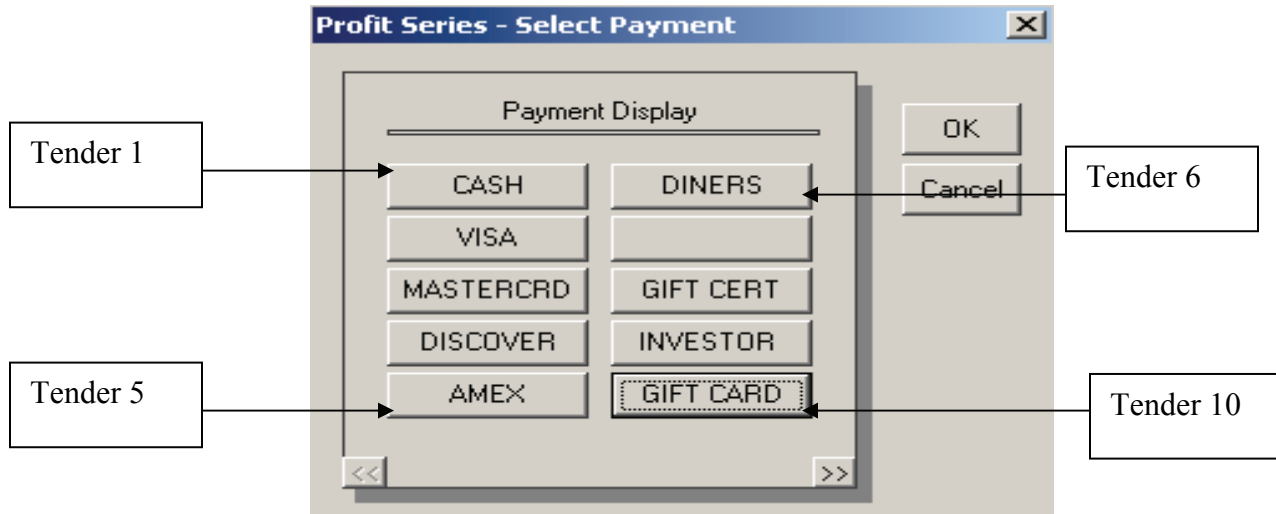 Profit Series - Select Payment
Payment Display
OK
Tender 1
CASH
DINERS
Cancel
Tender 6
VISA
MASTERCRD
GIFT CERT
DISCOVER
INVESTOR
Tender 5
AMEX
GIFT CARD
Tender 10
<<
>>